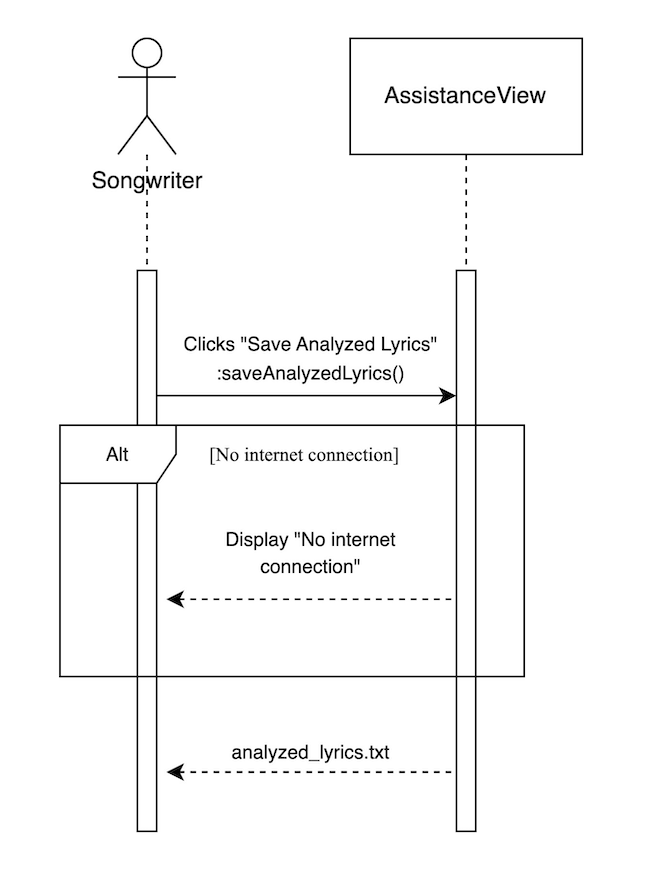 AssistanceView
Songwriter
Clicks "Save Analyzed Lyrics"
:saveAnalyzedLyrics()
Alt
[No internet connection]
Display "No internet
connection"
analyzed_lyrics.txt